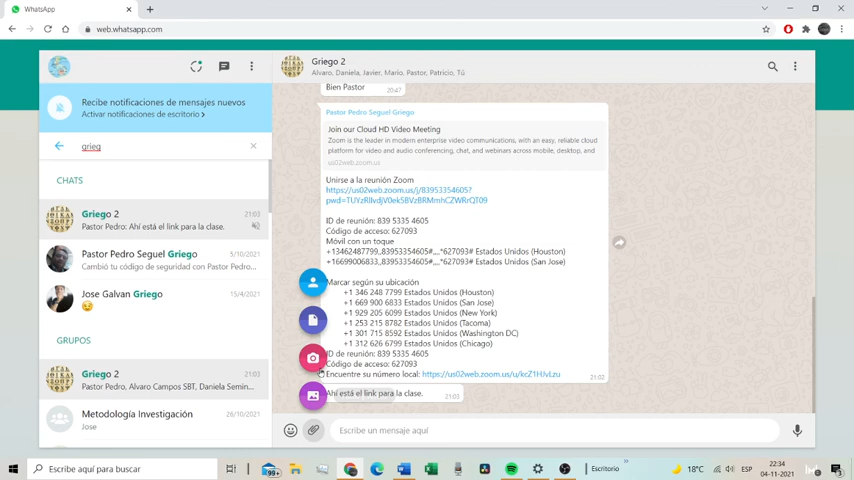 WhatsApp
web.whatsapp.com
Griego 2
Alvaro, Daniela, Javier, Mario, Pastor, Patricio, Tú
Recibe notificaciones de mensajes nuevos
Activar notificaciones de escritorio
grieg
CHATS
Griego 2
21:03
Pastor Pedro: Ahí está el link para la clase.
Pastor Pedro Seguel Griego
5/10/2021
Cambió tu código de seguridad con Pastor Pedro...
Jose Galvan Griego
15/4/2021
GRUPOS
Griego 2
21:03
Pastor Pedro, Alvaro Campos SBT, Daniela Semin...
Metodología Investigación
26/10/2021
Jose
Bien Pastor
20:47
Pastor Pedro Seguel Griego
Join our Cloud HD Video Meeting
Zoom is the leader in modern enterprise video communications, with an easy, reliable cloud
platform for video and audio conferencing, chat, and webinars across mobile, desktop, and
us02web.zoom.us
Unirse a la reunión Zoom
https://us02web.zoom.us/j/83953354605?
ID de reunión: 839 5335 4605
Código de acceso: 627093
Móvil con un toque
+13462487799,,83953354605#,,,,*627093# Estados Unidos (Houston)
+16699006833,,83953354605#,,,,*627093# Estados Unidos (San Jose)
Marcar según su ubicación
+1 346 248 7799 Estados Unidos (Houston)
+1 669 900 6833 Estados Unidos (San Jose)
+1 929 205 6099 Estados Unidos (New York)
+1 253 215 8782 Estados Unidos (Tacoma)
+1 301 715 8592 Estados Unidos (Washington DC)
+1 312 626 6799 Estados Unidos (Chicago)
ID de reunión: 839 5335 4605
Código de acceso: 627093
Encuentre su número local: https://us02web.zoom.us/u/kcZ1HJvLzu
21:02
Ahí está el link para la clase.
21:03
Escribe un mensaje aquí
Escribe aquí para buscar
99+
Escritorio
18°C
ESP
22:34
04-11-2021